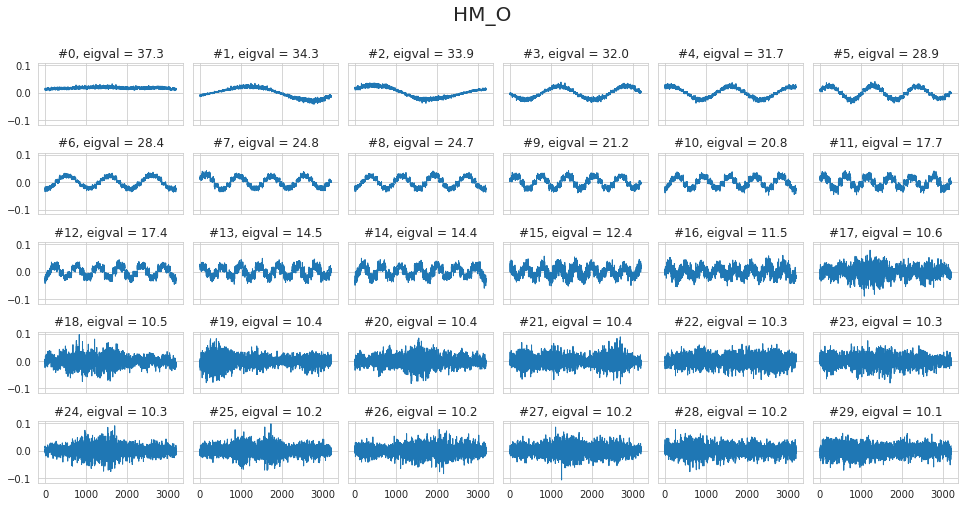 HM_O
#0, eigval = 37.3 #1, eigval = 34.3 #2, eigval = 33.9 #3, eigval = 32.0 #4, eigval = 31.7 #5, eigval = 28.9
0.1
0.0
−0.1
#6, eigval = 28.4 #7, eigval = 24.8 #8, eigval = 24.7 #9, eigval = 21.2 #10, eigval = 20.8 #11, eigval = 17.7
0.1
0.0
−0.1
#12, eigval = 17.4 #13, eigval = 14.5 #14, eigval = 14.4 #15, eigval = 12.4 #16, eigval = 11.5 #17, eigval = 10.6
0.1
0.0
−0.1
#18, eigval = 10.5 #19, eigval = 10.4 #20, eigval = 10.4 #21, eigval = 10.4 #22, eigval = 10.3 #23, eigval = 10.3
0.1
0.0
−0.1
#24, eigval = 10.3 #25, eigval = 10.2 #26, eigval = 10.2 #27, eigval = 10.2 #28, eigval = 10.2 #29, eigval = 10.1
0.1
0.0
−0.1
0 1000 2000 3000 0 1000 2000 3000 0 1000 2000 3000 0 1000 2000 3000 0 1000 2000 3000 0 1000 2000 3000